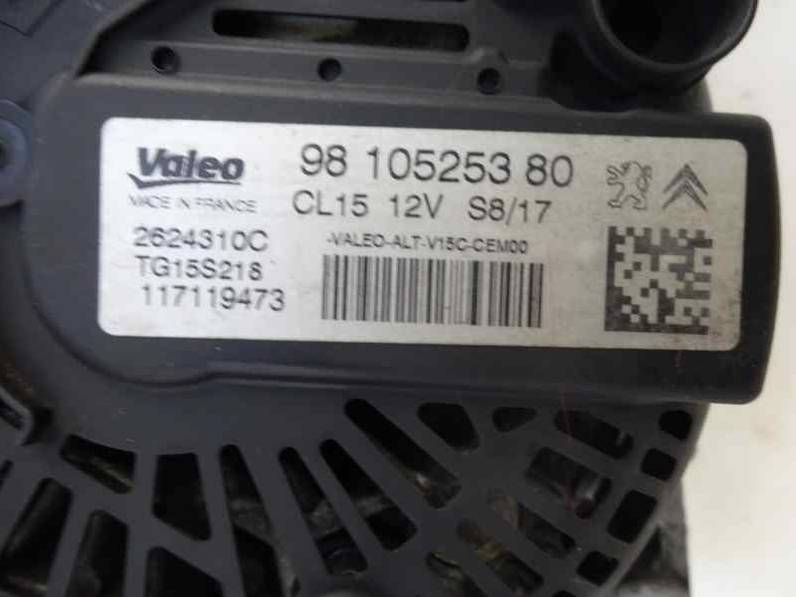 Valeo 98 105253 80
MADE IN FRANCE CL15 12V S8/17
2624310C -VALEO-ALT-V15C-CEM00
TG15S218
117119473